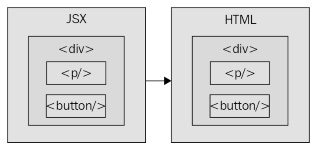 JSX
<div>
<p/>
<button/>
HTML
<div>
<p/>
<button/>